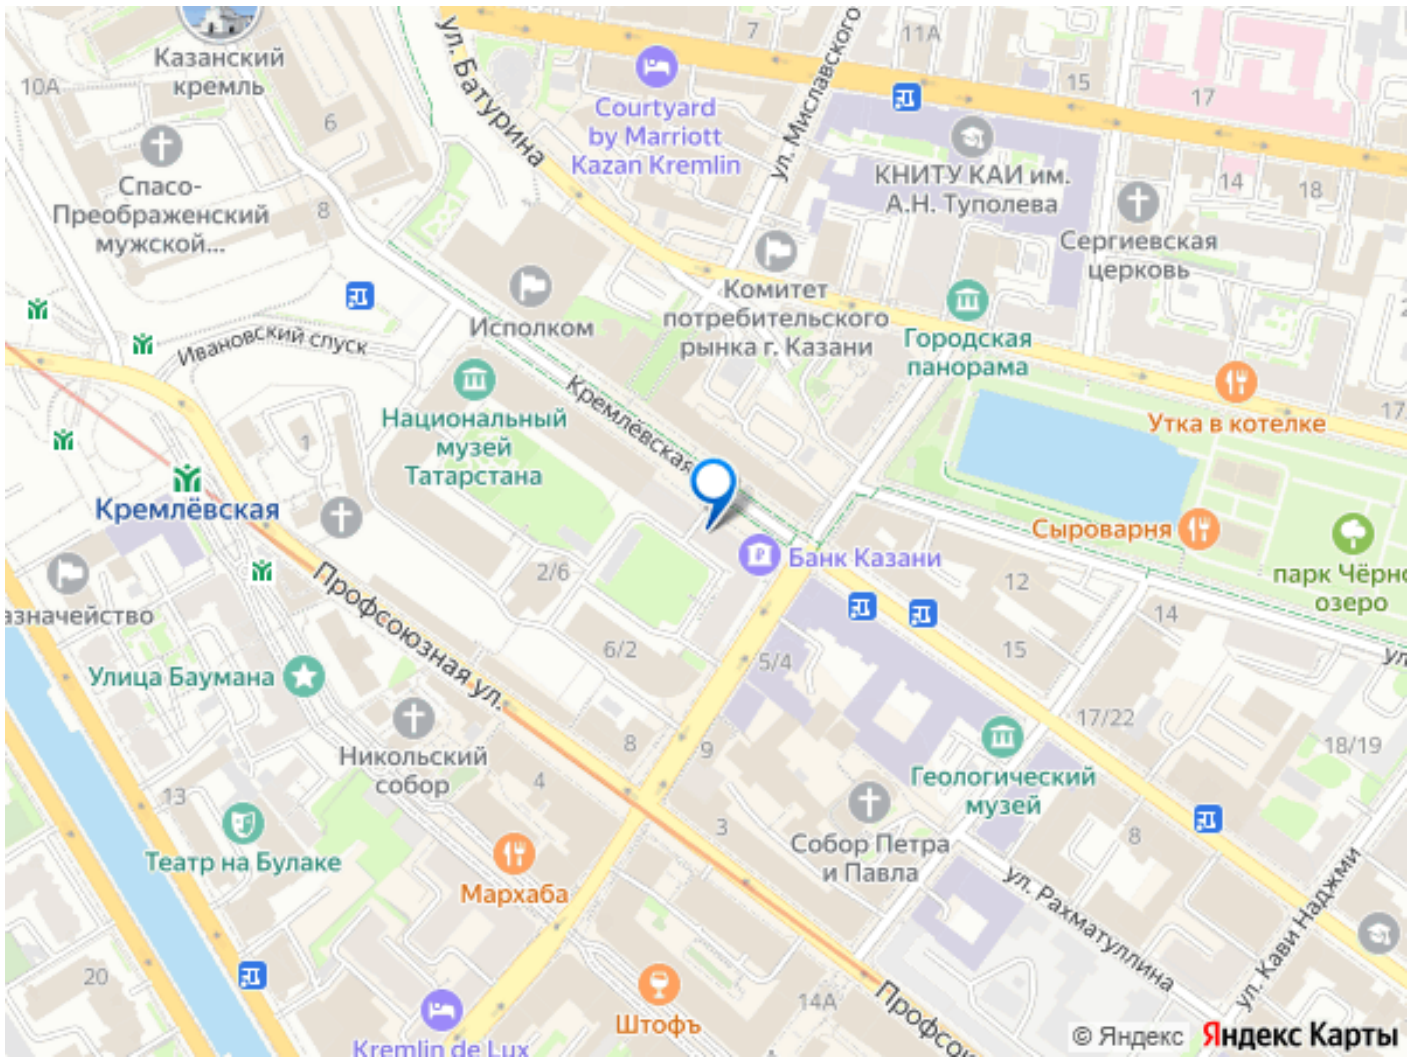 Казанский
кремль
10А
6
7
11А
15
17
ул. Батурина
Courtyard
by Marriott
Kazan Kremlin
ул. Миславского
КНИТУ КАИ им.
А.Н. Туполева
14
18
Спасо-
Преображенский
мужской...
8
Сергиевская
церковь
Исполком
Комитет
потребительского
рынка г. Казани
Городская
панорама
Ивановский спуск
Национальный
музей
Татарстана
Кремлёвская
Утка в котелке
17
1
Кремлёвская
Сыроварня
парк Чёрно
озеро
Банк Казани
12
2/6
азначейство
Профсоюзная ул.
14
6/2
5/4
15
ул
Улица Баумана
17/22
18/19
Никольский
собор
8
9
4
13
Геологический
музей
3
8
Театр на Булаке
Собор Петра
и Павла
Мархаба
ул. Рахматуллина
ул. Кави Наджми
20
Штофъ
14А
Профсою
Kremlin de Lux
© Яндекс
Яндекс Карты